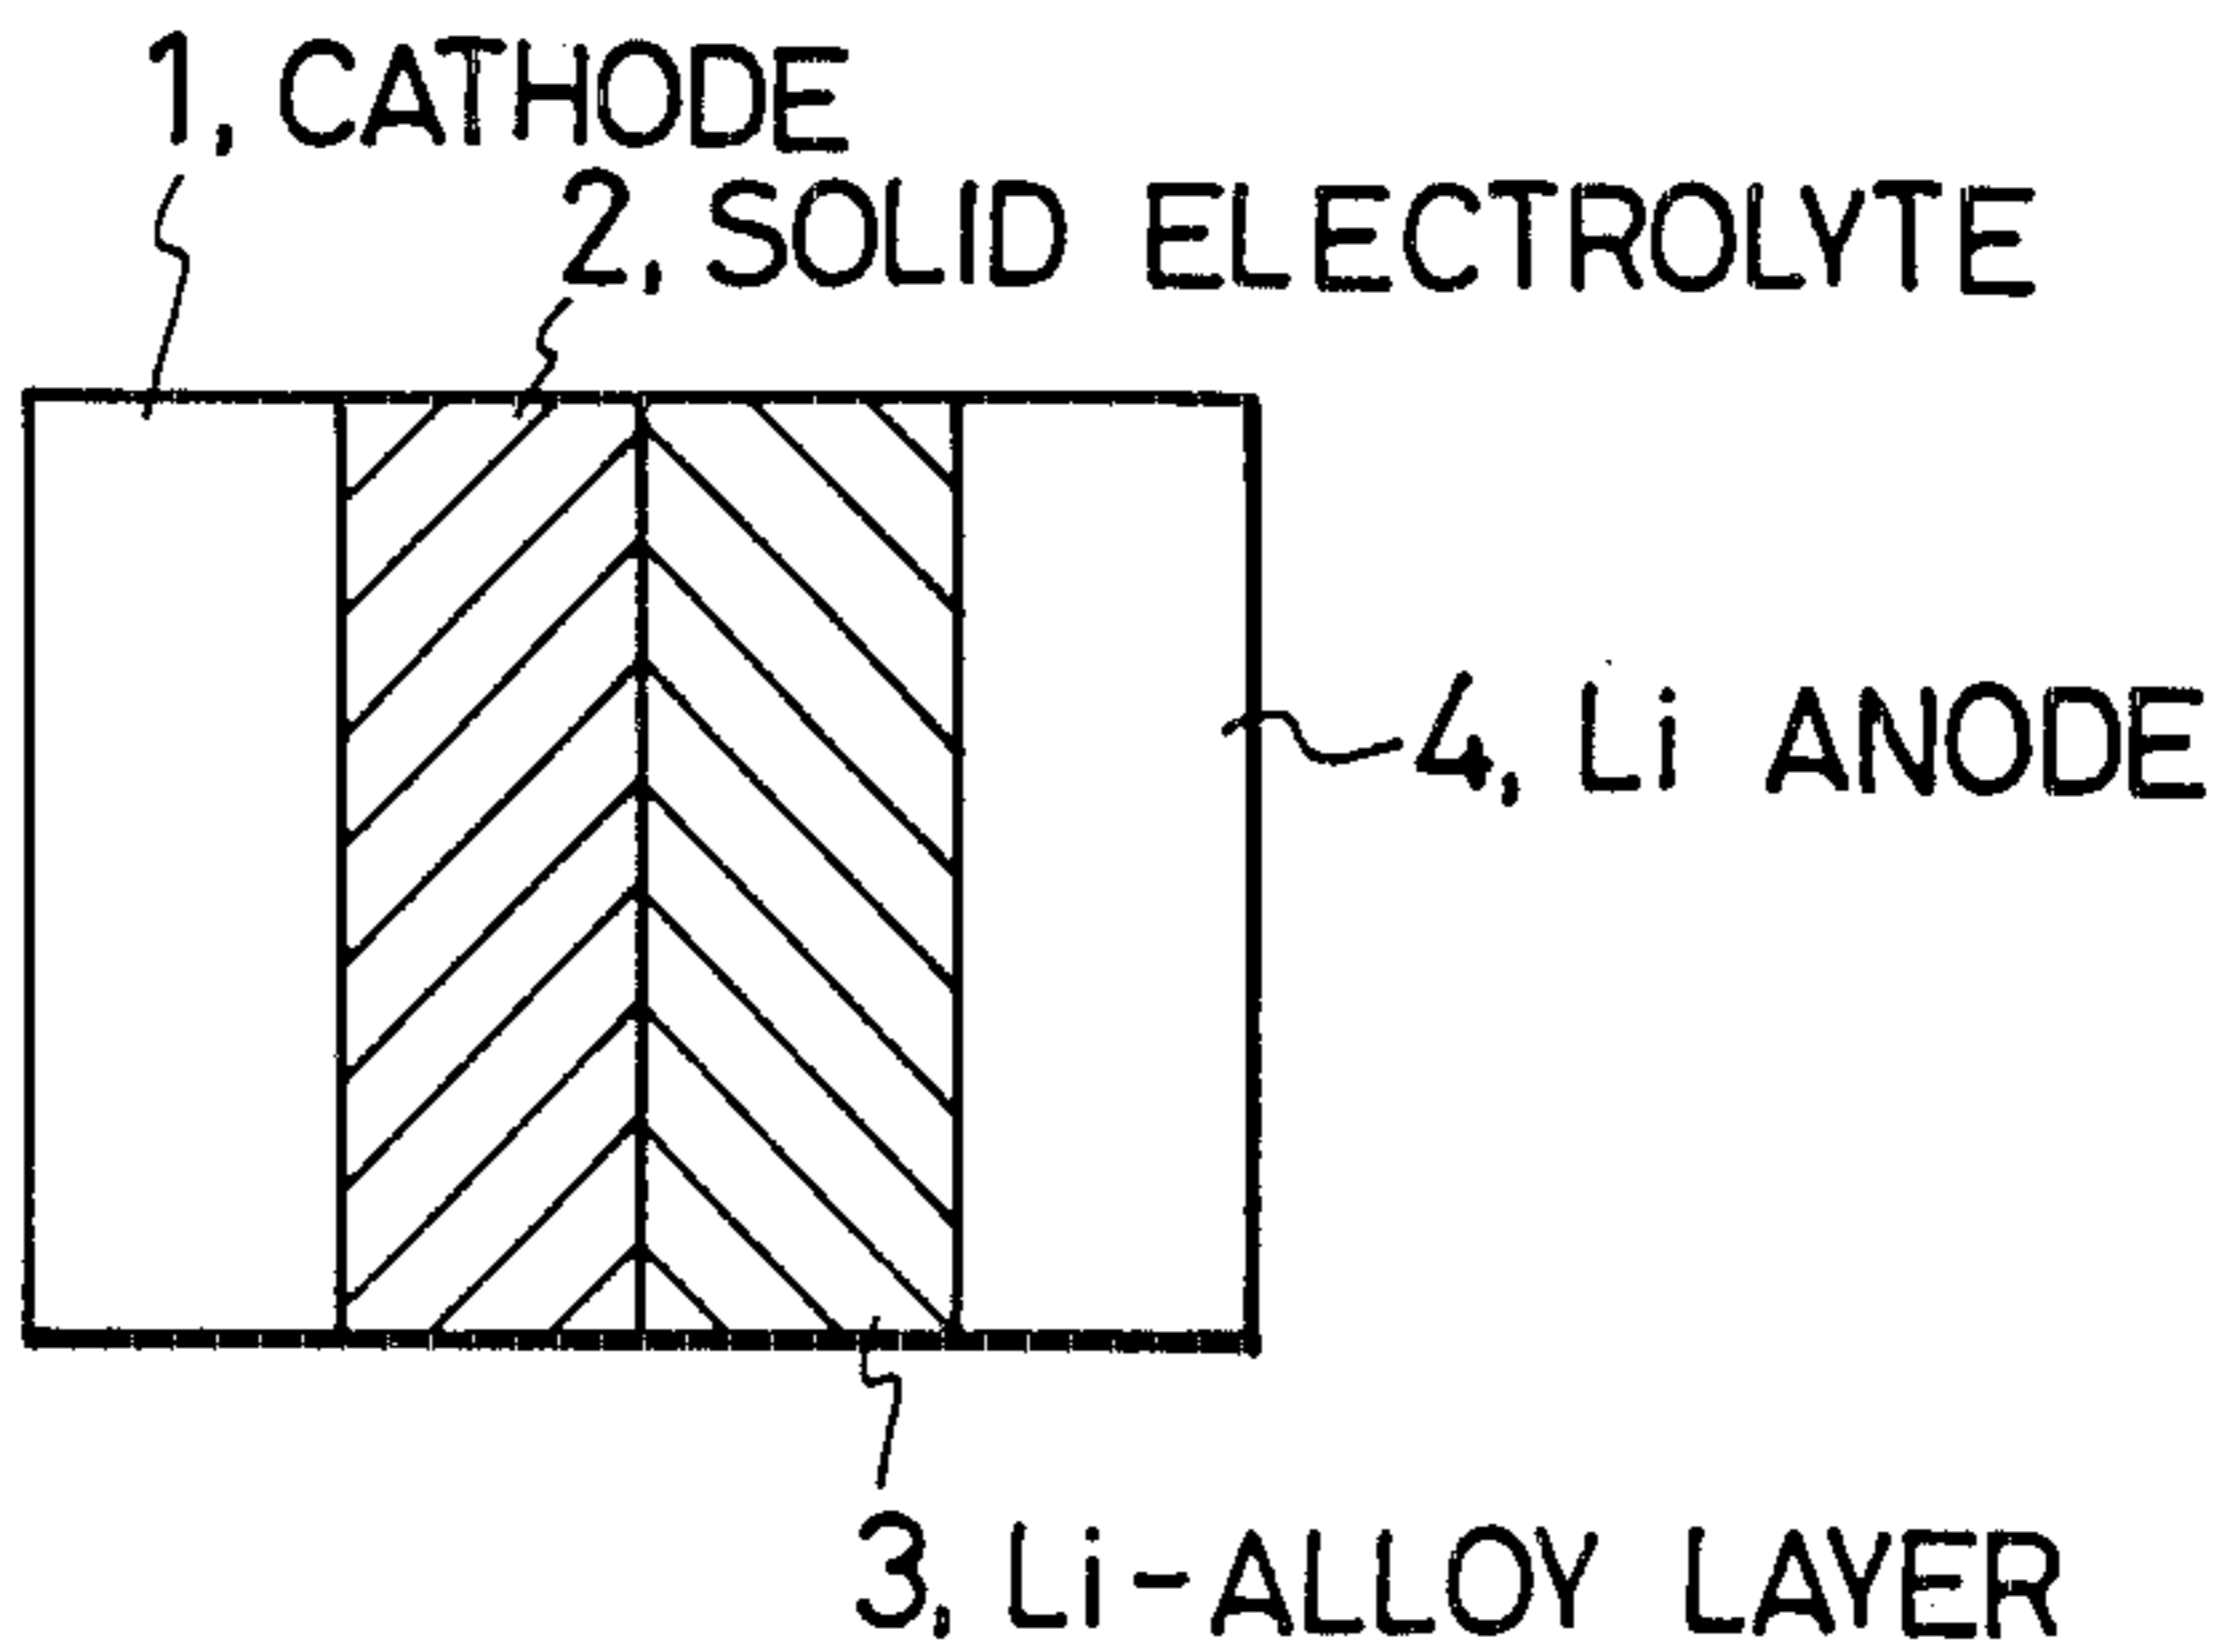 1, CATHODE
2, SOLID ELECTROLYTE
4, Li ANODE
3, Li-ALLOY LAYER